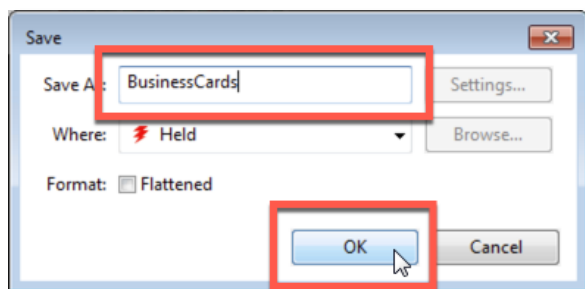 Save
Save As: BusinessCards Settings...
Where: Held Browse...
Format: Flattened
OK Cancel